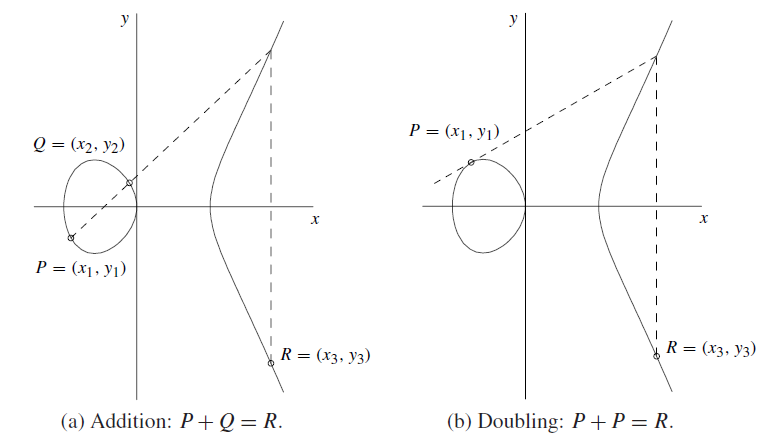 y
Q = (x2, y2)
x
P = (x1, y1)
R = (x3, y3)
(a) Addition: P + Q = R.
y
P = (x1, y1)
x
R = (x3, y3)
(b) Doubling: P + P = R.